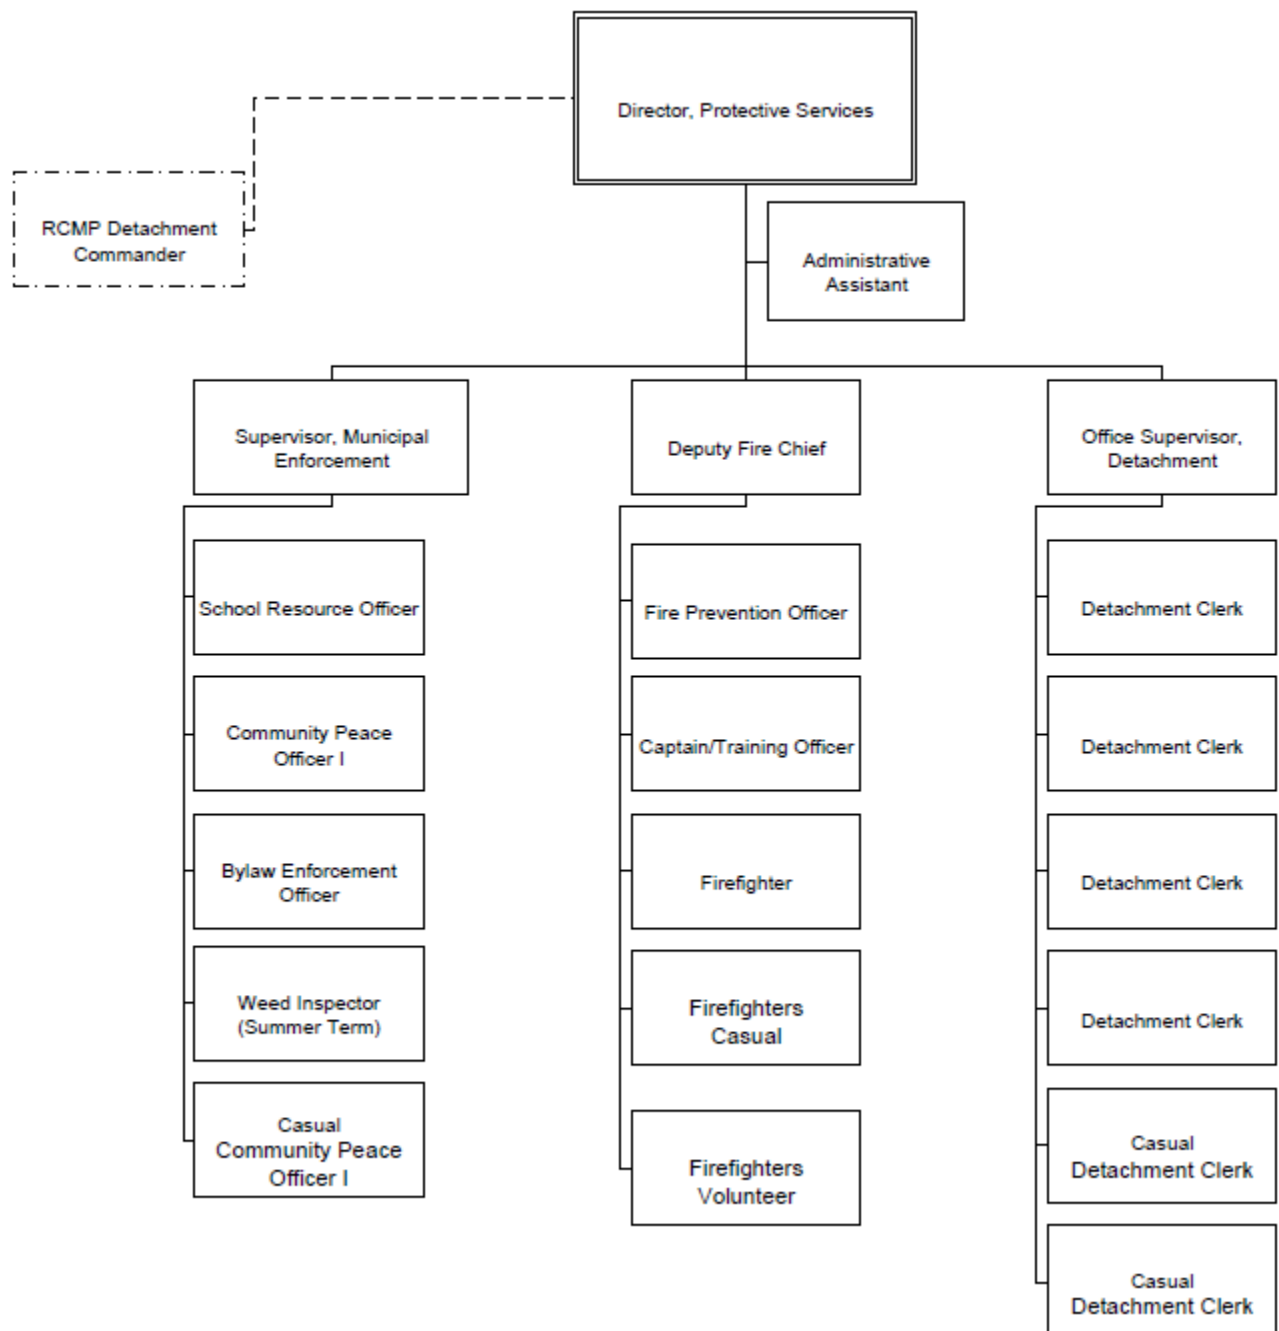 Director, Protective Services
RCMP Detachment
Commander
Administrative
Assistant
Supervisor, Municipal
Enforcement
Deputy Fire Chief
Office Supervisor,
Detachment
School Resource Officer
Community Peace
Officer I
Bylaw Enforcement
Officer
Weed Inspector
(Summer Term)
Casual
Community Peace
Officer I
Fire Prevention Officer
Captain/Training Officer
Firefighter
Firefighters
Casual
Firefighters
Volunteer
Detachment Clerk
Detachment Clerk
Detachment Clerk
Detachment Clerk
Casual
Detachment Clerk
Casual
Detachment Clerk